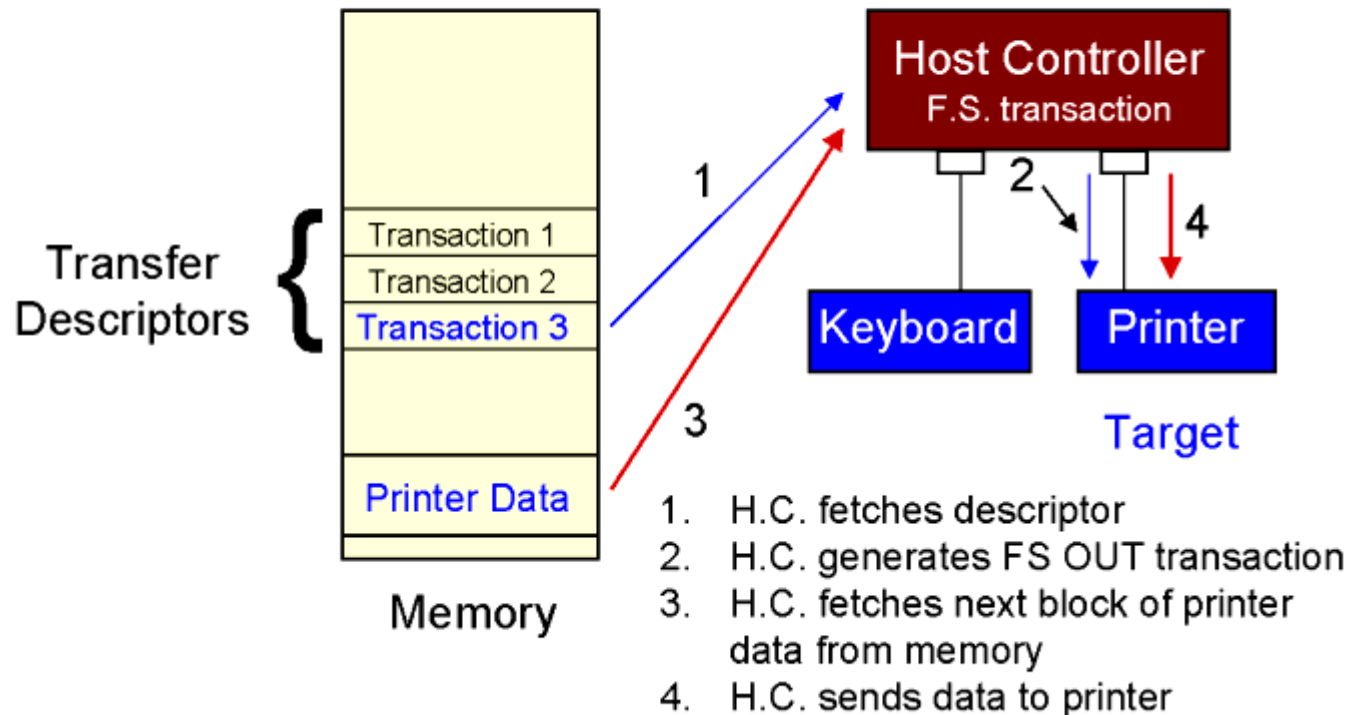 Host Controller
F.S. transaction
1
2
4
Transfer
Descriptors
{
Transaction 1
Transaction 2
Transaction 3
Keyboard
Printer
3
Target
Printer Data
Memory
1. H.C. fetches descriptor
2. H.C. generates FS OUT transaction
3. H.C. fetches next block of printer
data from memory
4. H.C. sends data to printer